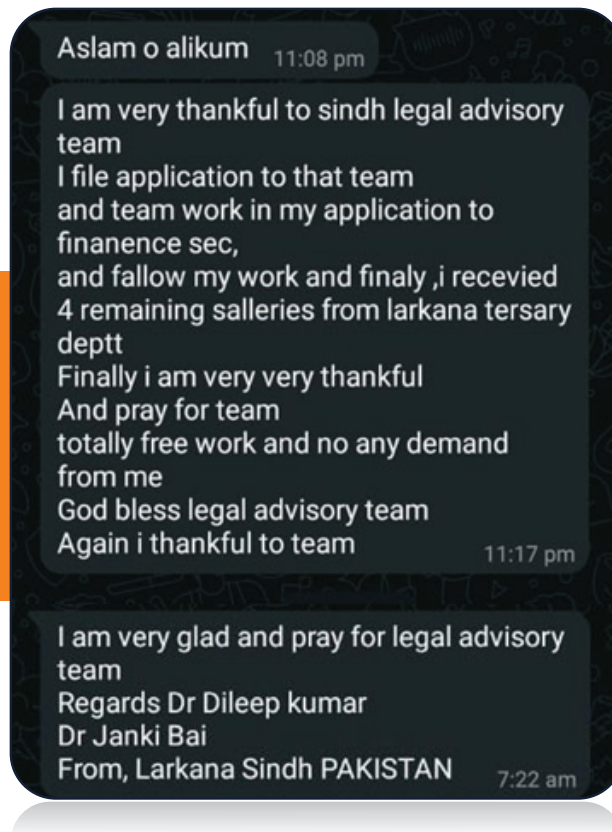 Aslam o alikum 11:08 pm
I am very thankful to sindh legal advisory
team
I file application to that team
and team work in my application to
finanence sec,
and fallow my work and finaly ,i recevied
4 remaining salleries from larkana tersary
deptt
Finally i am very very thankful
And pray for team
totally free work and no any demand
from me
God bless legal advisory team
Again i thankful to team 11:17 pm
I am very glad and pray for legal advisory
team
Regards Dr Dileep kumar
Dr Janki Bai
From, Larkana Sindh PAKISTAN 7:22 am